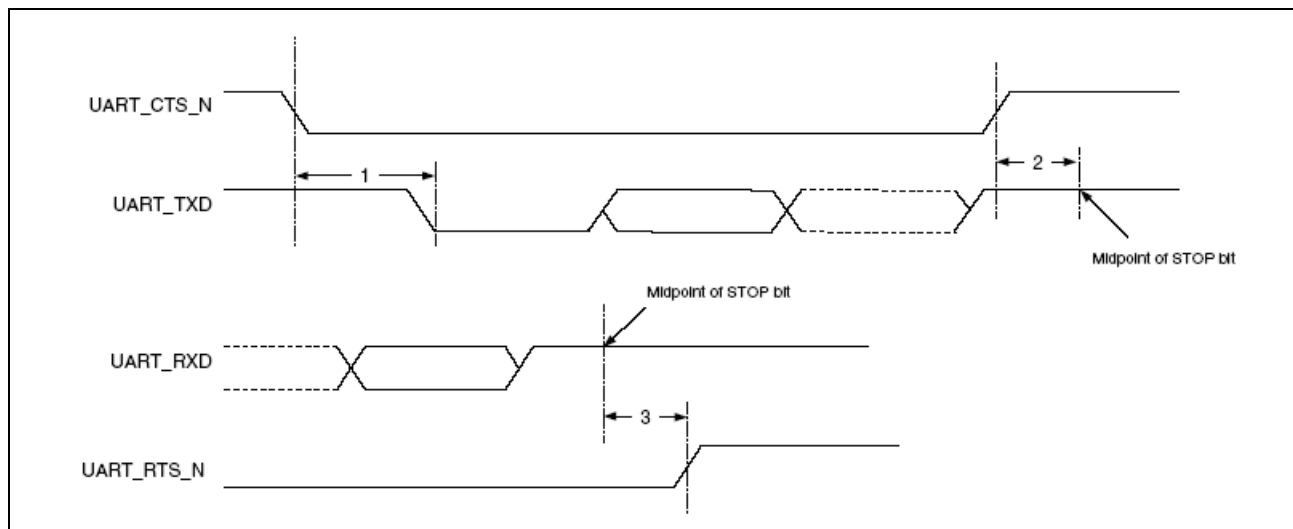 UART_CTS_N
1
2
UART_TXD
Midpoint of STOP bit
Midpoint of STOP bit
UART_RXD
3
UART_RTS_N